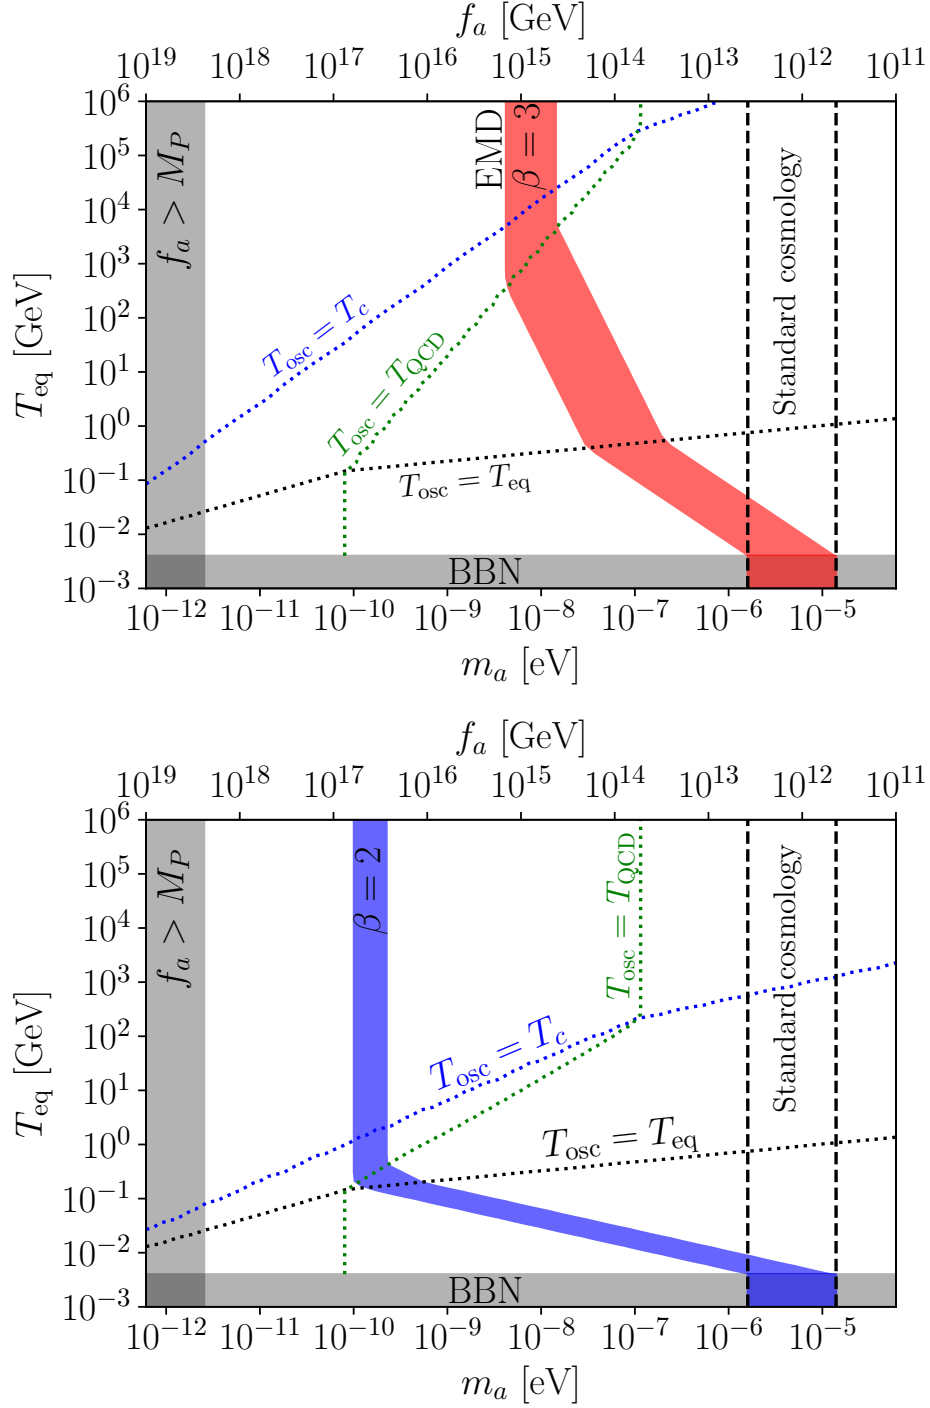 f_a [GeV]
10^19 10^18 10^17 10^16 10^15 10^14 10^13 10^12 10^11
10^6
10^5
10^4
10^3
10^2
10^1
10^0
10^−1
10^−2
10^−3
T_eq [GeV]
f_a > M_P
EMD
β = 3
Standard cosmology
T_osc = T_c
T_osc = T_QCD
T_osc = T_eq
BBN
10^−12 10^−11 10^−10 10^−9 10^−8 10^−7 10^−6 10^−5
m_a [eV]
f_a [GeV]
10^19 10^18 10^17 10^16 10^15 10^14 10^13 10^12 10^11
10^6
10^5
10^4
10^3
10^2
10^1
10^0
10^−1
10^−2
10^−3
T_eq [GeV]
f_a > M_P
β = 2
T_osc = T_QCD
Standard cosmology
T_osc = T_c
T_osc = T_eq
BBN
10^−12 10^−11 10^−10 10^−9 10^−8 10^−7 10^−6 10^−5
m_a [eV]